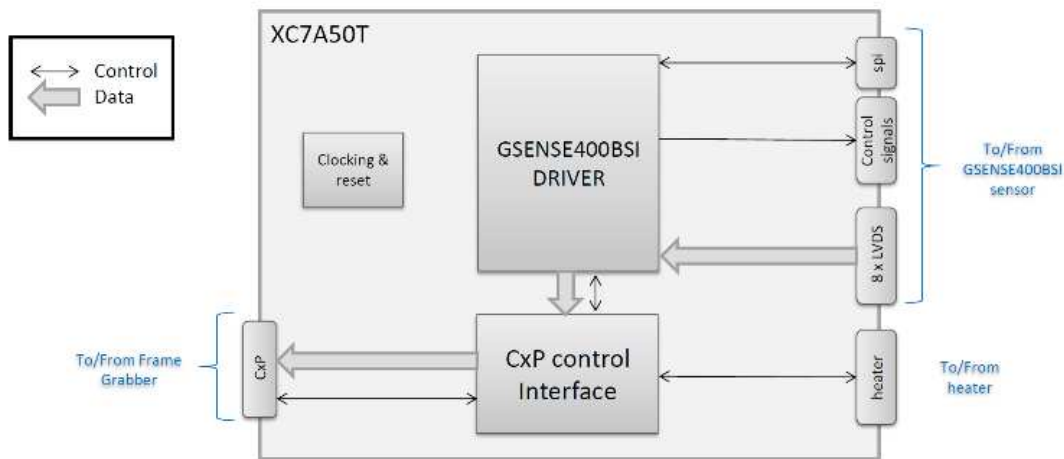 XC7A50T
Control
Data
Clocking &
reset
GSENSE400BSI
DRIVER
spi
Control
signals
8 x LVDS
To/From
GSENSE400BSI
sensor
To/From Frame
Grabber
CxP
CxP control
Interface
heater
To/From
heater